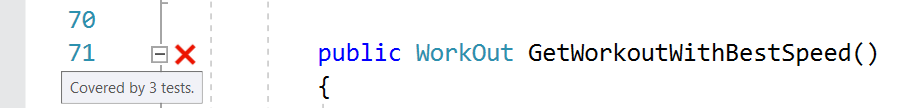 70
71 public WorkOut GetWorkoutWithBestSpeed()
Covered by 3 tests. {